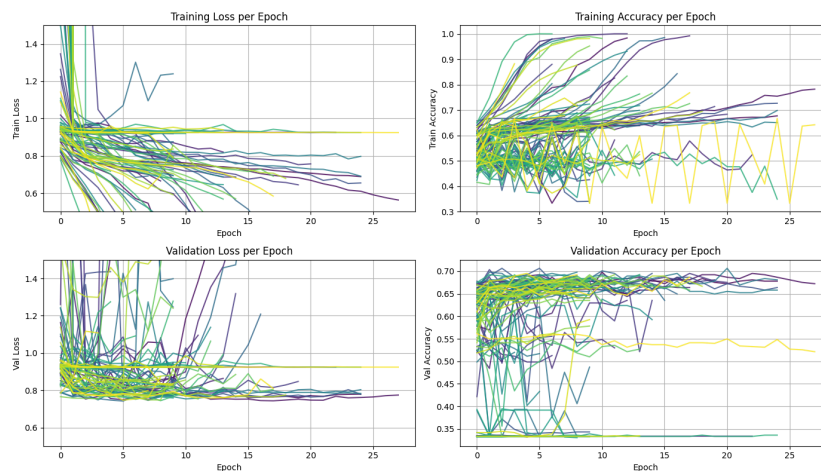 Training Loss per Epoch
Train Loss
1.4
1.2
1.0
0.8
0.6
0 5 10 15 20 25
Epoch
Training Accuracy per Epoch
Train Accuracy
1.0
0.9
0.8
0.7
0.6
0.5
0.4
0.3
0 5 10 15 20 25
Epoch
Validation Loss per Epoch
Val Loss
1.4
1.2
1.0
0.8
0.6
0 5 10 15 20 25
Epoch
Validation Accuracy per Epoch
Val Accuracy
0.70
0.65
0.60
0.55
0.50
0.45
0.40
0.35
0 5 10 15 20 25
Epoch